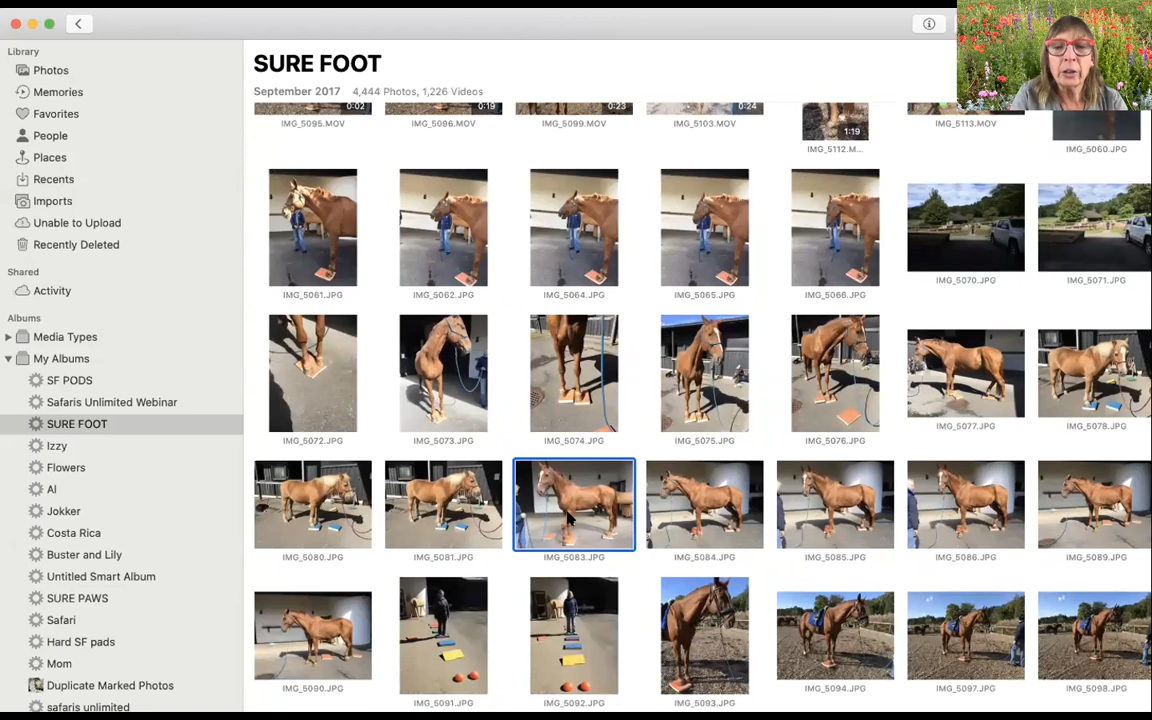 Library
Photos
Memories
Favorites
People
Places
Recents
Imports
Unable to Upload
Recently Deleted
Shared
Activity
Albums
Media Types
My Albums
SF PODS
Safaris Unlimited Webinar
SURE FOOT
Izzy
Flowers
Al
Jokker
Costa Rica
Buster and Lily
Untitled Smart Album
SURE PAWS
Safari
Hard SF pads
Mom
Duplicate Marked Photos
safaris unlimited
SURE FOOT
September 2017 4,444 Photos, 1,226 Videos
0:02 0:19 0:23 0:24
IMG_5095.MOV IMG_5096.MOV IMG_5099.MOV IMG_5103.MOV IMG_5113.MOV
1:19
IMG_5112.M... IMG_5060.JPG
IMG_5070.JPG IMG_5071.JPG
IMG_5061.JPG IMG_5062.JPG IMG_5064.JPG IMG_5065.JPG IMG_5066.JPG
IMG_5077.JPG IMG_5078.JPG
IMG_5072.JPG IMG_5073.JPG IMG_5074.JPG IMG_5075.JPG IMG_5076.JPG
IMG_5080.JPG IMG_5081.JPG IMG_5083.JPG IMG_5084.JPG IMG_5085.JPG IMG_5086.JPG IMG_5089.JPG
IMG_5090.JPG IMG_5094.JPG IMG_5097.JPG IMG_5098.JPG
IMG_5091.JPG IMG_5092.JPG IMG_5093.JPG